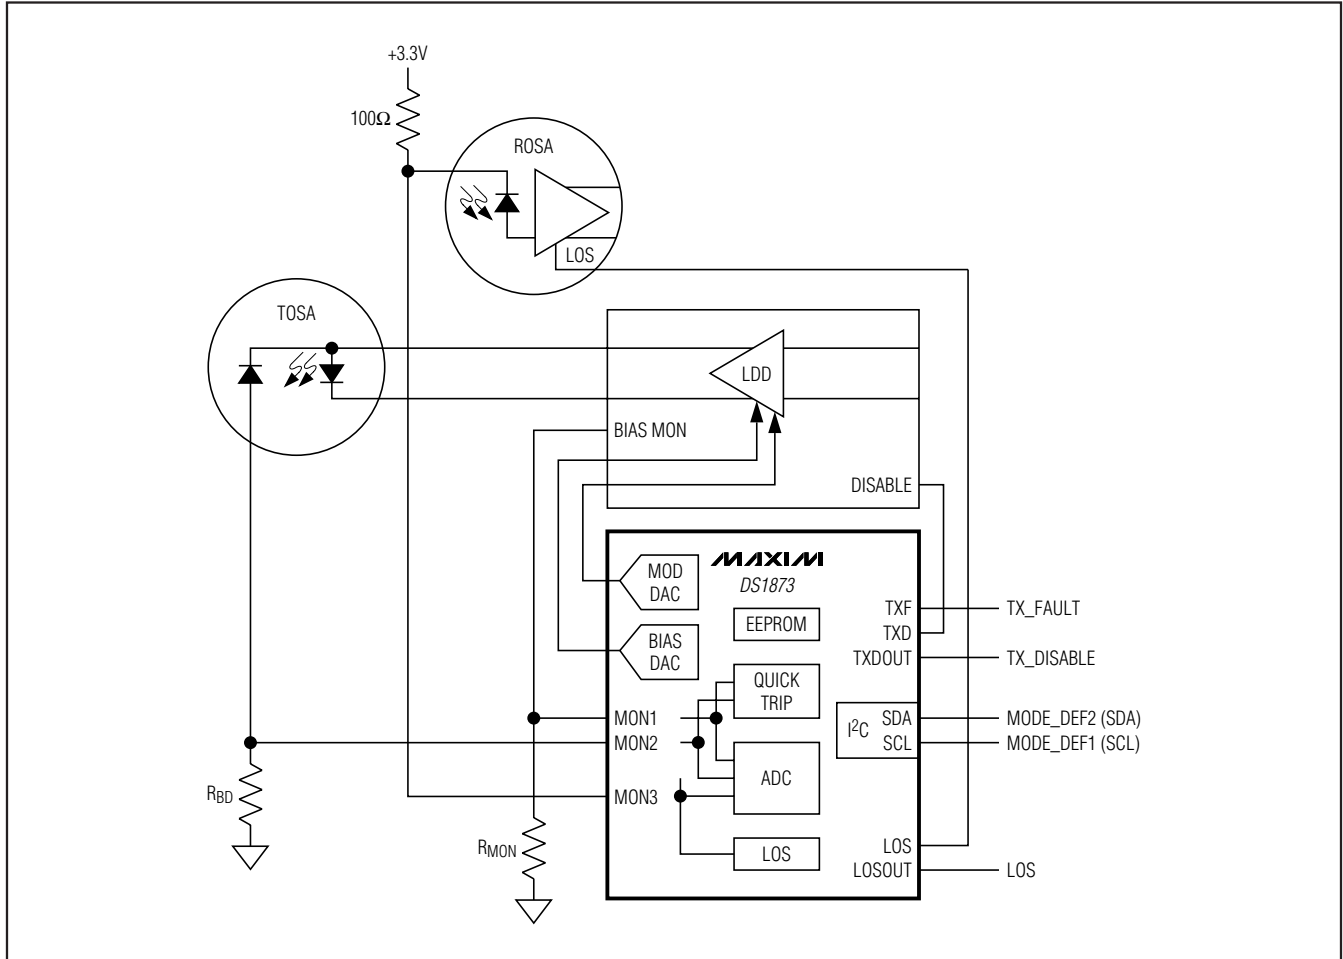 +3.3V
100Ω
ROSA
LOS
TOSA
LDD
BIAS MON
DISABLE
MAXIM
DS1873
MOD
DAC
EEPROM
BIAS
DAC
QUICK
TRIP
ADC
LOS
MON1
MON2
MON3
TXF
TXD
TXDOUT
I²C
SDA
SCL
LOS
LOSOUT
TX_FAULT
TX_DISABLE
MODE_DEF2 (SDA)
MODE_DEF1 (SCL)
LOS
RBD
RMON